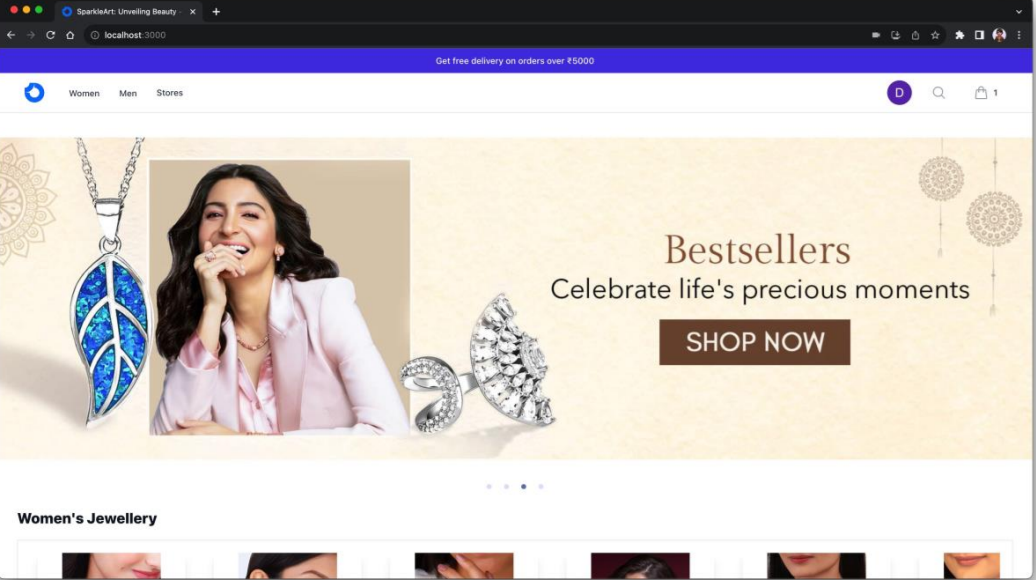 SparkleArt: Unveiling Beauty -
localhost:3000
Get free delivery on orders over ₹5000
Women Men Stores D 1
Bestsellers
Celebrate life's precious moments
SHOP NOW
Women's Jewellery